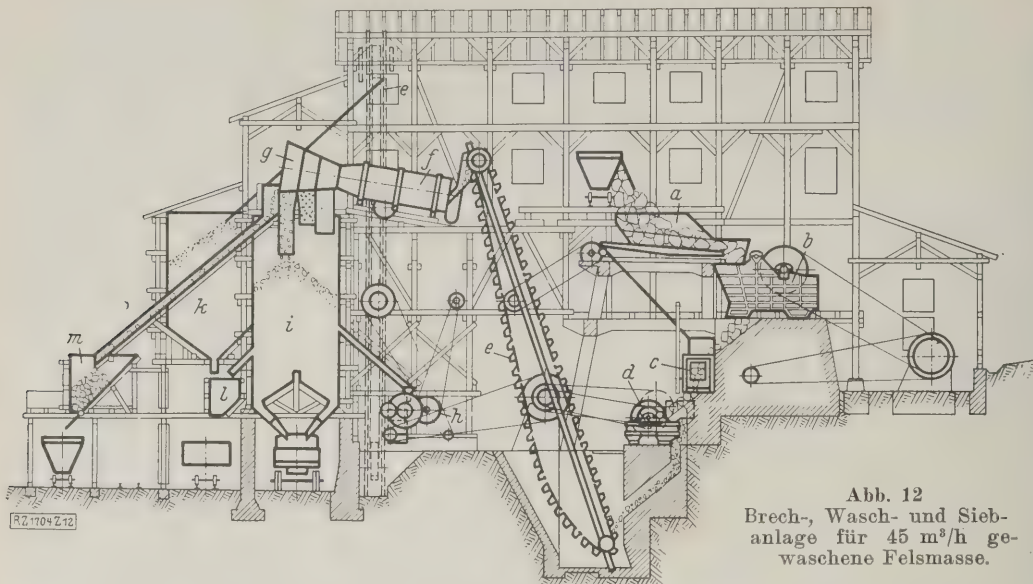 e
g
f
a
b
k
i
m
e
c
d
l
h
RZ1704Z12
Abb. 12
Brech-, Wasch- und Sieb-
anlage für 45 m³/h ge-
waschene Felsmasse.